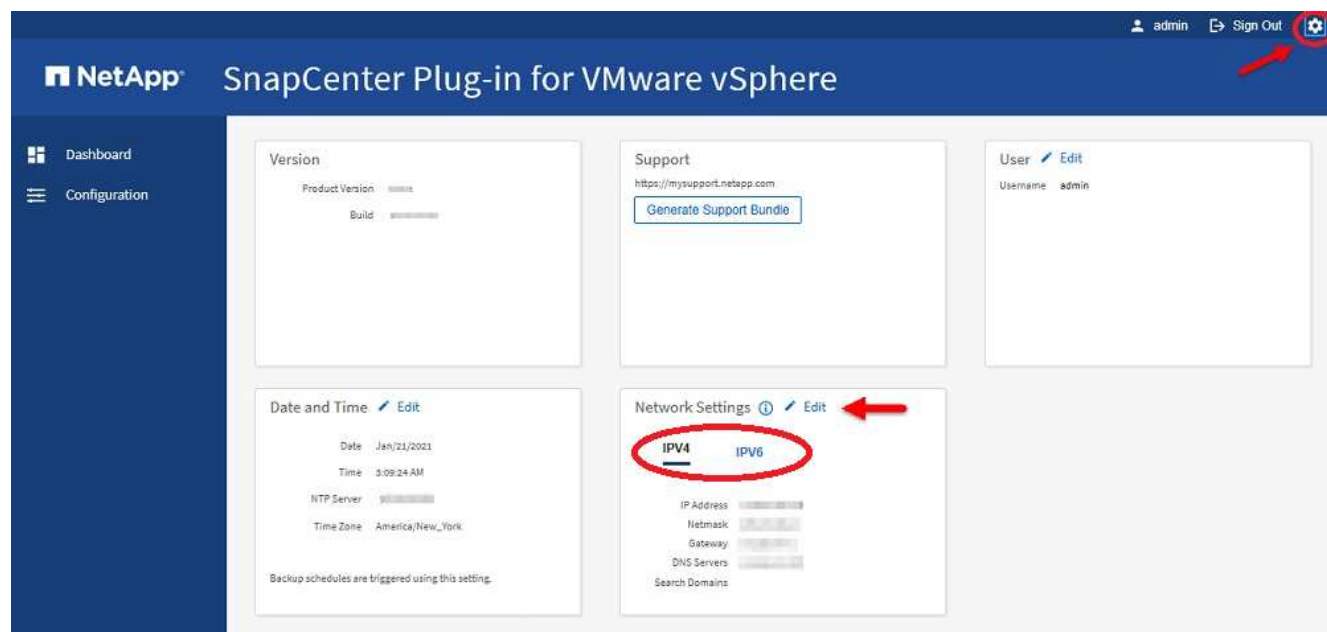 admin Sign Out
NetApp SnapCenter Plug-in for VMware vSphere
Dashboard
Configuration
Version
Product Version
Build
Support
https://mysupport.netapp.com
Generate Support Bundle
User Edit
Username admin
Date and Time Edit
Date Jan/21/2021
Time 3:09:24 AM
NTP Server
Time Zone America/New_York
Backup schedules are triggered using this setting.
Network Settings Edit
IPV4 IPV6
IP Address
Netmask
Gateway
DNS Servers
Search Domains